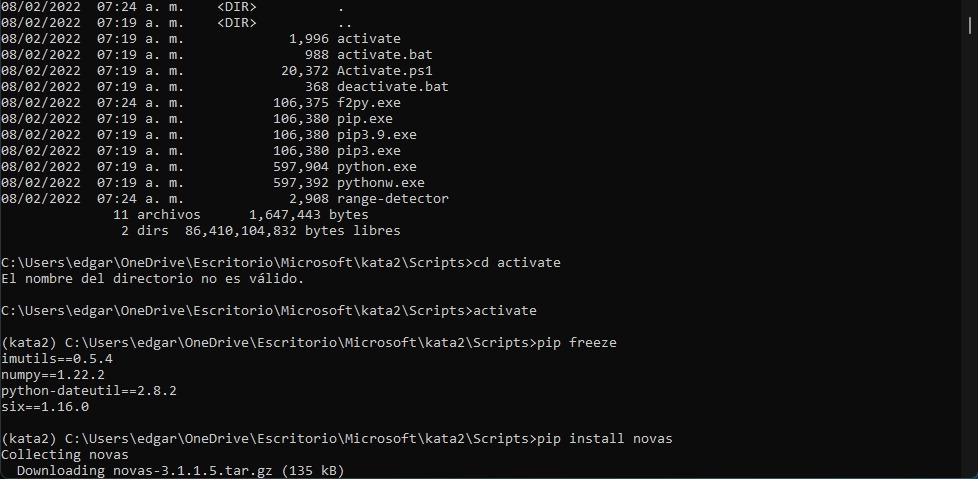 08/02/2022  07:24 a. m.    <DIR>          .
08/02/2022  07:19 a. m.    <DIR>          ..
08/02/2022  07:19 a. m.             1,996 activate
08/02/2022  07:19 a. m.               988 activate.bat
08/02/2022  07:19 a. m.            20,372 Activate.ps1
08/02/2022  07:19 a. m.               368 deactivate.bat
08/02/2022  07:24 a. m.           106,375 f2py.exe
08/02/2022  07:19 a. m.           106,380 pip.exe
08/02/2022  07:19 a. m.           106,380 pip3.9.exe
08/02/2022  07:19 a. m.           106,380 pip3.exe
08/02/2022  07:19 a. m.           597,904 python.exe
08/02/2022  07:19 a. m.           597,392 pythonw.exe
08/02/2022  07:24 a. m.             2,908 range-detector
              11 archivos      1,647,443 bytes
               2 dirs  86,410,104,832 bytes libres
C:\Users\edgar\OneDrive\Escritorio\Microsoft\kata2\Scripts>cd activate
El nombre del directorio no es válido.
C:\Users\edgar\OneDrive\Escritorio\Microsoft\kata2\Scripts>activate
(kata2) C:\Users\edgar\OneDrive\Escritorio\Microsoft\kata2\Scripts>pip freeze
imutils==0.5.4
numpy==1.22.2
python-dateutil==2.8.2
six==1.16.0
(kata2) C:\Users\edgar\OneDrive\Escritorio\Microsoft\kata2\Scripts>pip install novas
Collecting novas
  Downloading novas-3.1.1.5.tar.gz (135 kB)